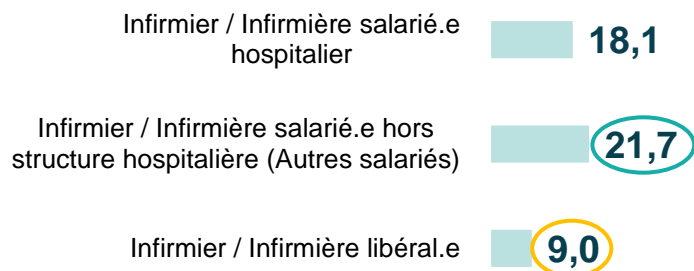 Infirmier / Infirmière salarié.e
hospitalier
18,1
Infirmier / Infirmière salarié.e hors
structure hospitalière (Autres salariés)
21,7
Infirmier / Infirmière libéral.e
9,0